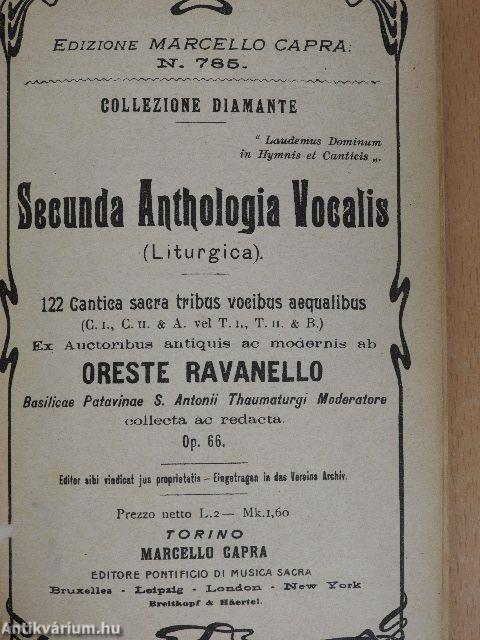 Edizione MARCELLO CAPRA:
N. 785.
COLLEZIONE DIAMANTE
“ Laudemus Dominum
in Hymnis et Canticis „.
Secunda Anthologia Vocalis
(Liturgica).
122 Cantica sacra tribus vocibus aequalibus
(C. I., C. II. & A. vel T. I., T. II. & B.)
Ex Auctoribus antiquis ac modernis ab
ORESTE RAVANELLO
Basilicae Patavinae S. Antonii Thaumaturgi Moderatore
collecta ac redacta.
Op. 66.
Editor sibi vindicat jus proprietatis – Eingetragen in das Vereins Archiv.
Prezzo netto L.2— Mk.1,60
TORINO
MARCELLO CAPRA
EDITORE PONTIFICIO DI MUSICA SACRA
Bruxelles - Leipzig - London - New York
Breitkopf & Häertel.
Antikvárium.hu